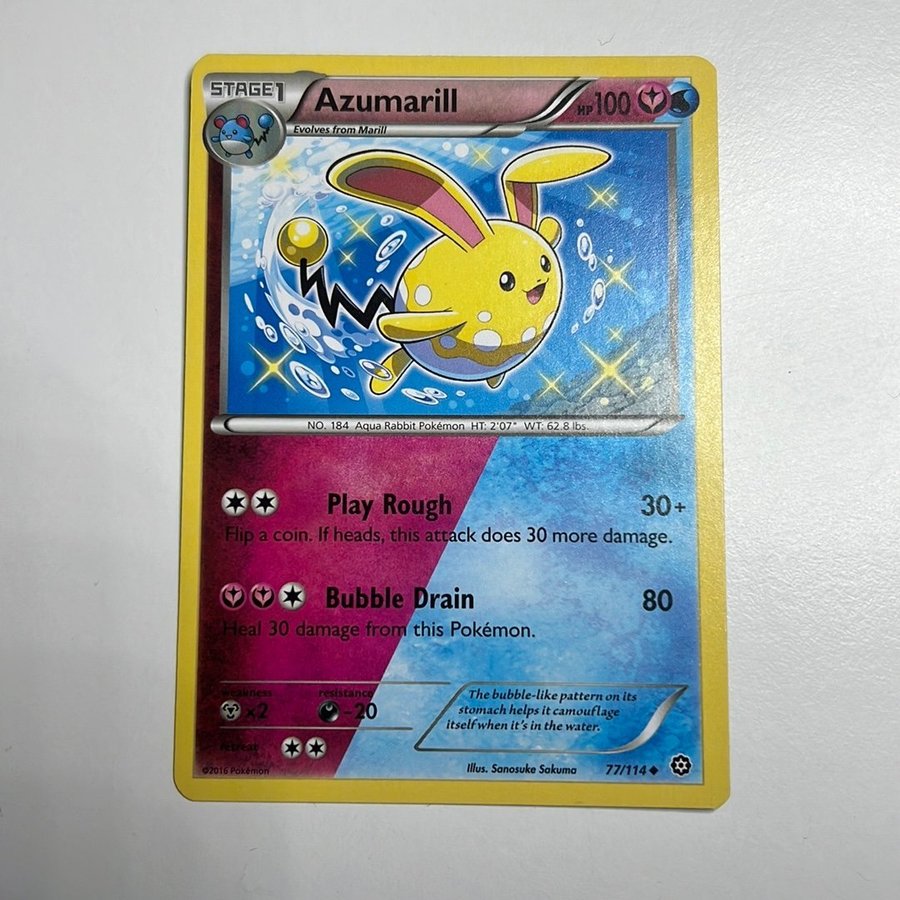 STAGE1
Azumarill
HP100
Evolves from Marill
NO. 184 Aqua Rabbit Pokémon HT: 2'07" WT: 62.8 lbs.
Play Rough 30+
Flip a coin. If heads, this attack does 30 more damage.
Bubble Drain 80
Heal 30 damage from this Pokémon.
weakness resistance
×2 -20
The bubble-like pattern on its
stomach helps it camouflage
itself when it's in the water.
retreat
©2016 Pokémon
Illus. Sanosuke Sakuma
77/114